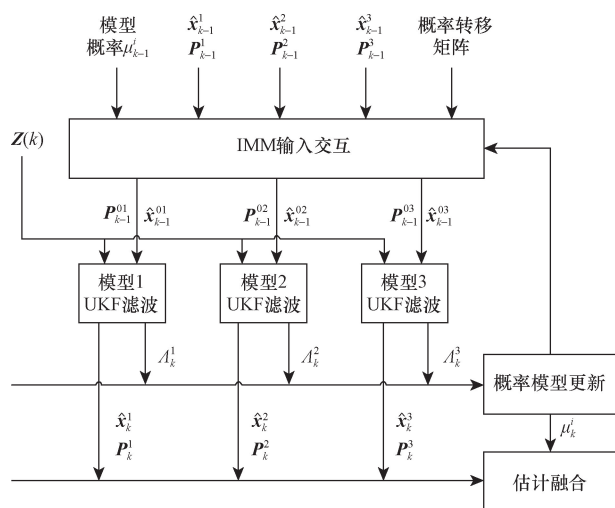 模型
概率μ^i_{k-1}
x̂^1_{k-1}
P^1_{k-1}
x̂^2_{k-1}
P^2_{k-1}
x̂^3_{k-1}
P^3_{k-1}
概率转移
矩阵
Z(k)
IMM输入交互
P^{01}_{k-1} x̂^{01}_{k-1}
P^{02}_{k-1} x̂^{02}_{k-1}
P^{03}_{k-1} x̂^{03}_{k-1}
模型1
UKF滤波
模型2
UKF滤波
模型3
UKF滤波
Λ^1_k
Λ^2_k
Λ^3_k
概率模型更新
x̂^1_k
P^1_k
x̂^2_k
P^2_k
x̂^3_k
P^3_k
μ^i_k
估计融合